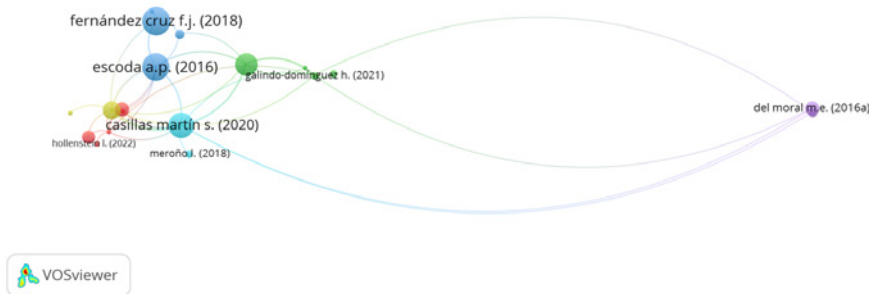 fernández cruz f.j. (2018)
escoda a.p. (2016)
galindo-domínguez h. (2021)
del moral m.e. (2016a)
casillas martín s. (2020)
hollenstein l. (2022)
meroño l. (2018)
VOSviewer